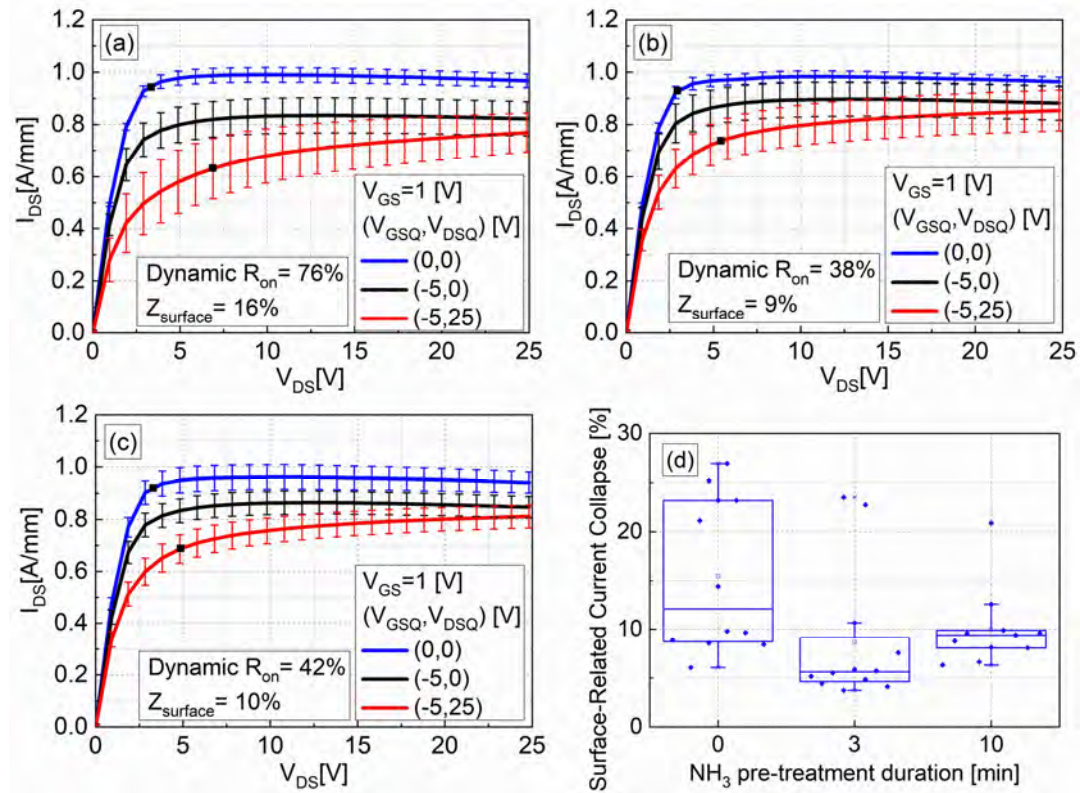 (a)
1.2
1.0
0.8
0.6
0.4
0.2
0.0
I_DS[A/mm]
V_GS=1 [V]
(V_GSQ,V_DSQ) [V]
(0,0)
(-5,0)
(-5,25)
Dynamic R_on= 76%
Z_surface= 16%
0 5 10 15 20 25
V_DS[V]
(b)
1.2
1.0
0.8
0.6
0.4
0.2
0.0
I_DS[A/mm]
V_GS=1 [V]
(V_GSQ,V_DSQ) [V]
(0,0)
(-5,0)
(-5,25)
Dynamic R_on= 38%
Z_surface= 9%
0 5 10 15 20 25
V_DS[V]
(c)
1.2
1.0
0.8
0.6
0.4
0.2
0.0
I_DS[A/mm]
V_GS=1 [V]
(V_GSQ,V_DSQ) [V]
(0,0)
(-5,0)
(-5,25)
Dynamic R_on= 42%
Z_surface= 10%
0 5 10 15 20 25
V_DS[V]
(d)
30
20
10
0
Surface-Related Current Collapse [%]
0 3 10
NH₃ pre-treatment duration [min]